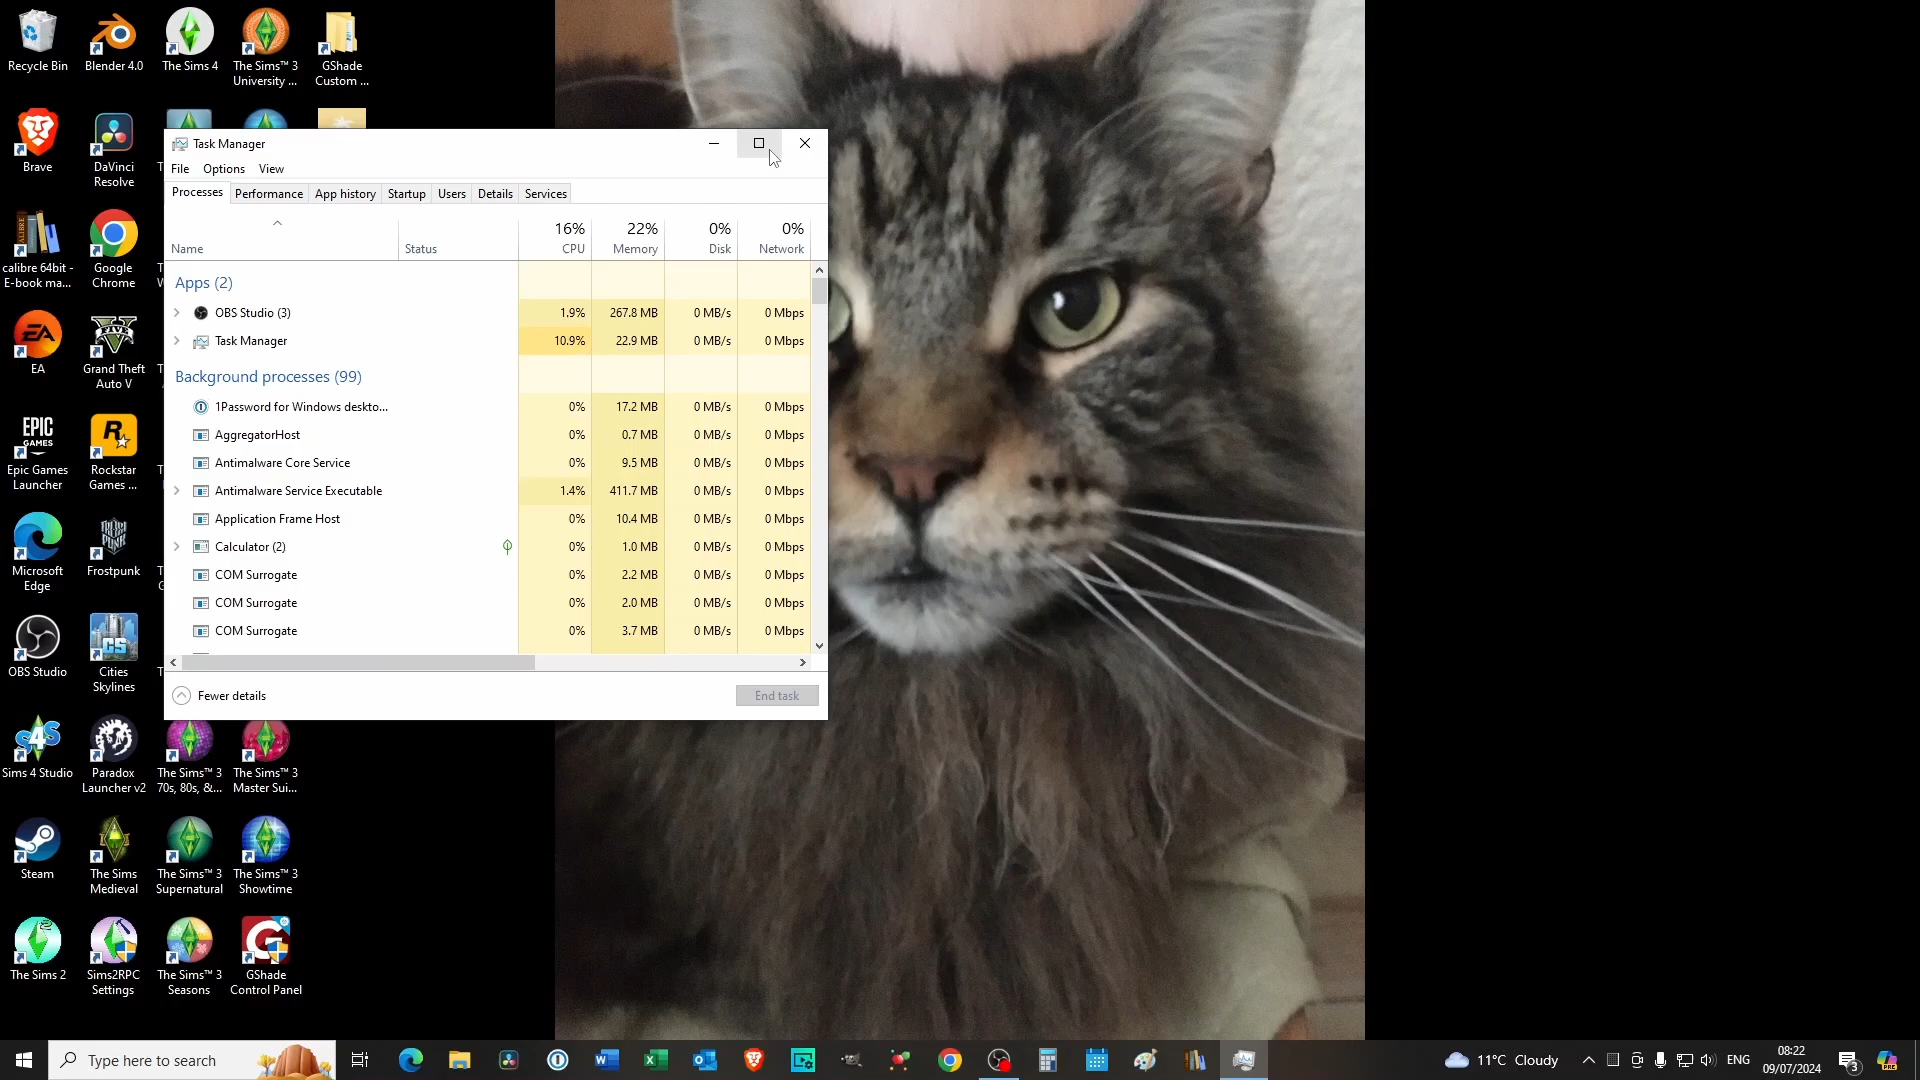 Recycle Bin
Blender 4.0
The Sims 4
The Sims™ 3
University ...
GShade
Custom ...
Brave
DaVinci
Resolve
calibre 64bit -
E-book ma...
Google
Chrome
EA
Grand Theft
Auto V
EPIC
GAMES
Epic Games
Launcher
Rockstar
Games ...
Microsoft
Edge
Frostpunk
OBS Studio
Cities
Skylines
Sims 4 Studio
Paradox
Launcher v2
The Sims™ 3
70s, 80s, &...
The Sims™ 3
Master Sui...
Steam
The Sims
Medieval
The Sims™ 3
Supernatural
The Sims™ 3
Showtime
The Sims 2
Sims2RPC
Settings
The Sims™ 3
Seasons
GShade
Control Panel
Task Manager
File Options View
Processes Performance App history Startup Users Details Services
16% 22% 0% 0%
Name Status CPU Memory Disk Network
Apps (2)
OBS Studio (3) 1.9% 267.8 MB 0 MB/s 0 Mbps
Task Manager 10.9% 22.9 MB 0 MB/s 0 Mbps
Background processes (99)
1Password for Windows deskto... 0% 17.2 MB 0 MB/s 0 Mbps
AggregatorHost 0% 0.7 MB 0 MB/s 0 Mbps
Antimalware Core Service 0% 9.5 MB 0 MB/s 0 Mbps
Antimalware Service Executable 1.4% 411.7 MB 0 MB/s 0 Mbps
Application Frame Host 0% 10.4 MB 0 MB/s 0 Mbps
Calculator (2) 0% 1.0 MB 0 MB/s 0 Mbps
COM Surrogate 0% 2.2 MB 0 MB/s 0 Mbps
COM Surrogate 0% 2.0 MB 0 MB/s 0 Mbps
COM Surrogate 0% 3.7 MB 0 MB/s 0 Mbps
Fewer details End task
Type here to search
11°C Cloudy
ENG
08:22
09/07/2024
3